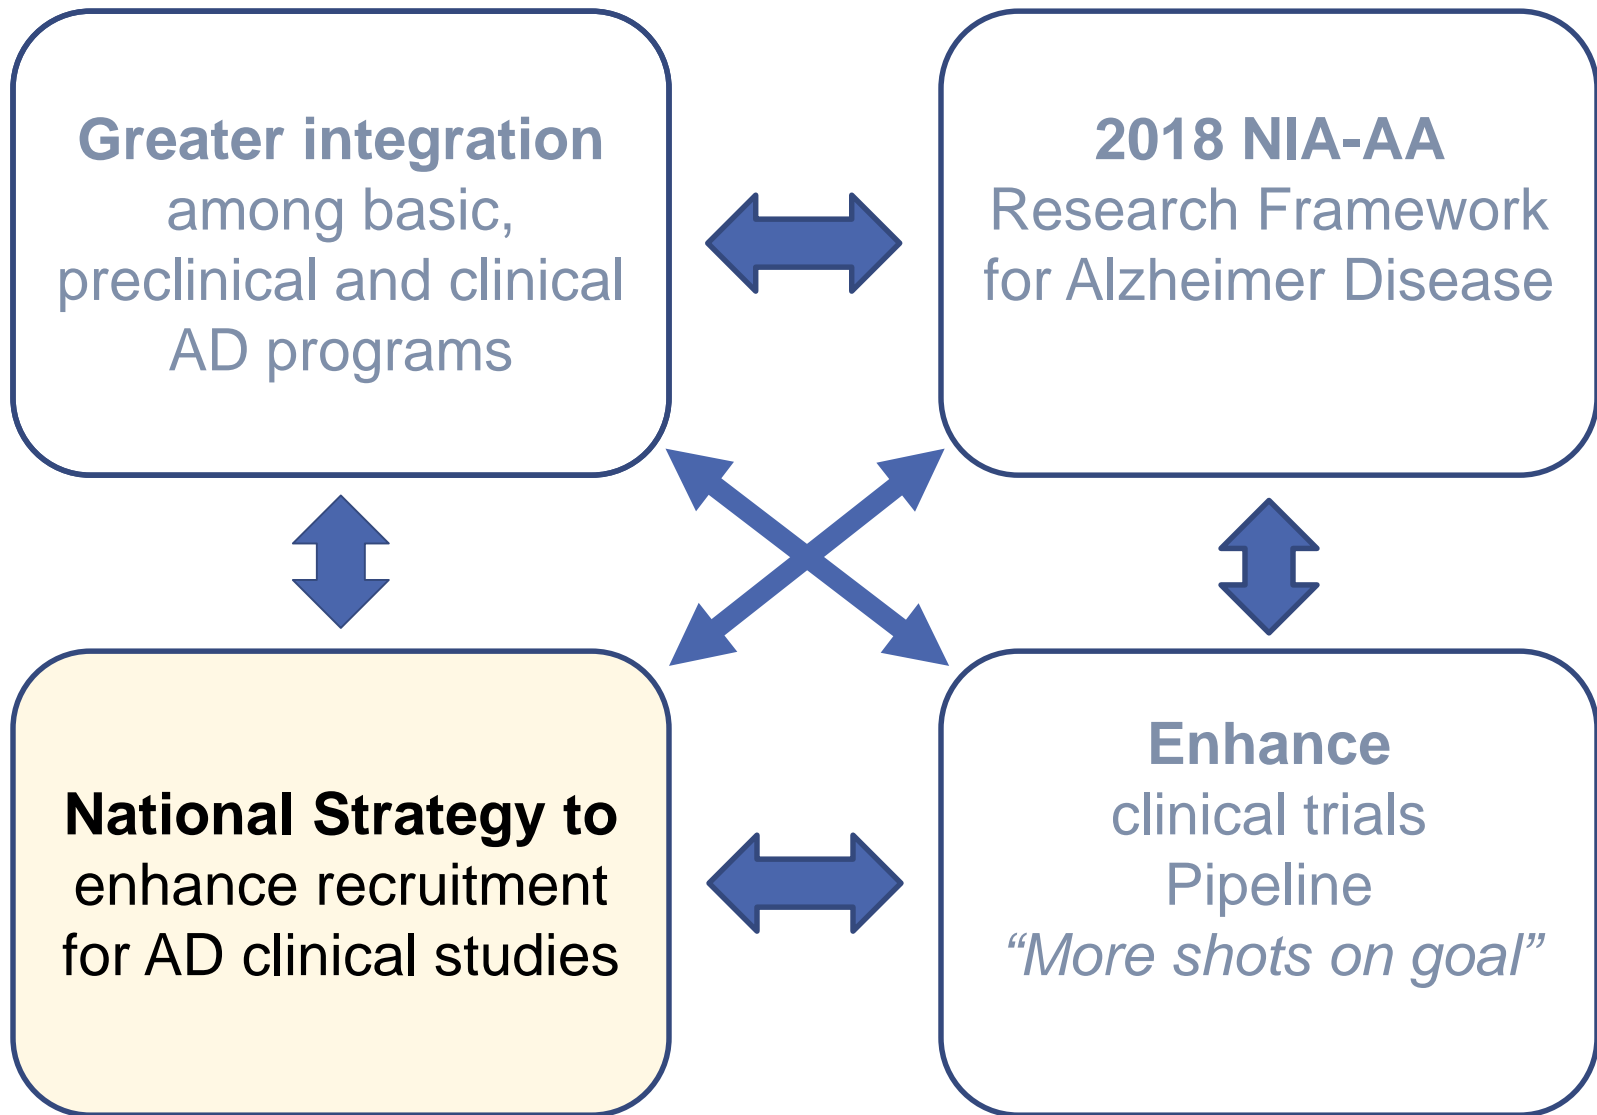 Greater integration
among basic,
preclinical and clinical
AD programs
2018 NIA-AA
Research Framework
for Alzheimer Disease
National Strategy to
enhance recruitment
for AD clinical studies
Enhance
clinical trials
Pipeline
“More shots on goal”